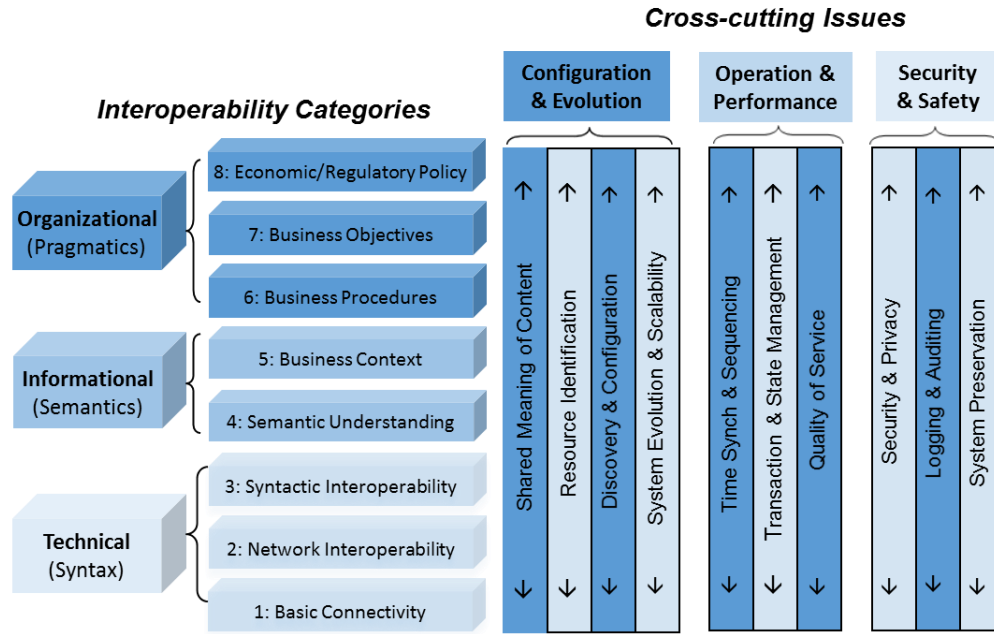 Cross-cutting Issues
Configuration
& Evolution
Operation &
Performance
Security
& Safety
Interoperability Categories
Organizational
(Pragmatics)
8: Economic/Regulatory Policy
7: Business Objectives
6: Business Procedures
Informational
(Semantics)
5: Business Context
4: Semantic Understanding
Technical
(Syntax)
3: Syntactic Interoperability
2: Network Interoperability
1: Basic Connectivity
Shared Meaning of Content
Resource Identification
Discovery & Configuration
System Evolution & Scalability
Time Synch & Sequencing
Transaction & State Management
Quality of Service
Security & Privacy
Logging & Auditing
System Preservation